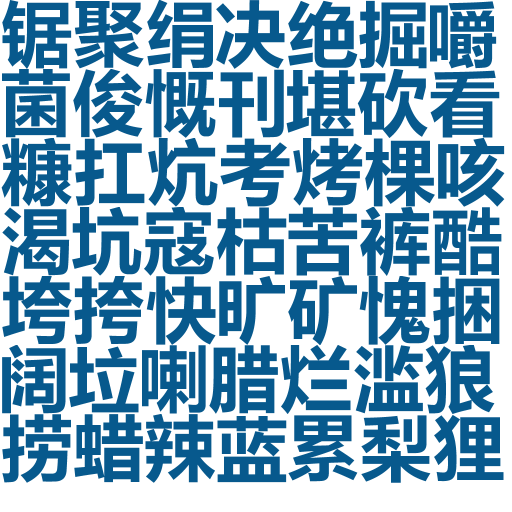 锯聚绢决绝掘嚼
菌俊慨刊堪砍看
糠扛炕考烤棵咳
渴坑寇枯苦裤酷
垮挎快旷矿愧捆
阔垃喇腊烂滥狼
捞蜡辣蓝累梨狸